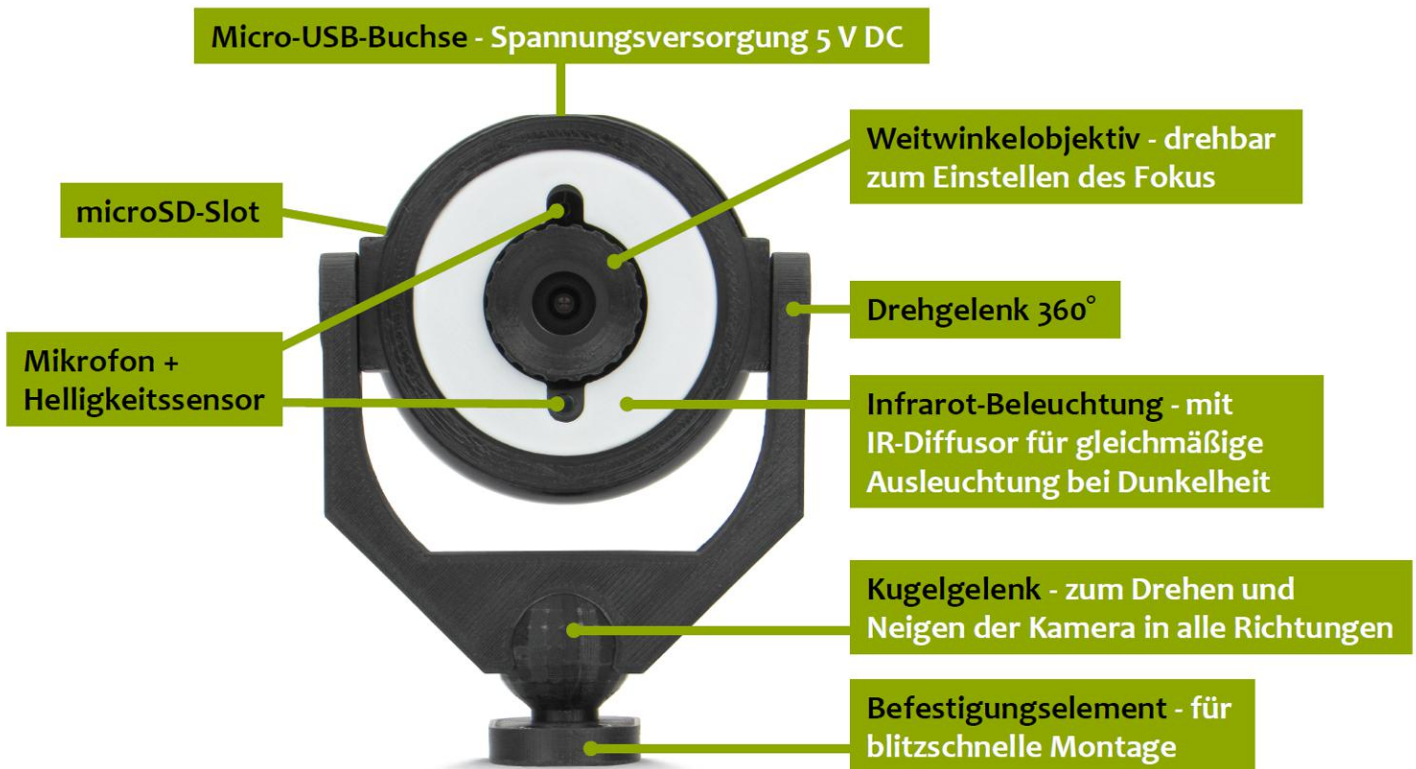 Micro-USB-Buchse - Spannungsversorgung 5 V DC
Weitwinkelobjektiv - drehbar
zum Einstellen des Fokus
microSD-Slot
Drehgelenk 360°
Mikrofon +
Helligkeitssensor
Infrarot-Beleuchtung - mit
IR-Diffusor für gleichmäßige
Ausleuchtung bei Dunkelheit
Kugelgelenk - zum Drehen und
Neigen der Kamera in alle Richtungen
Befestigungselement - für
blitzschnelle Montage